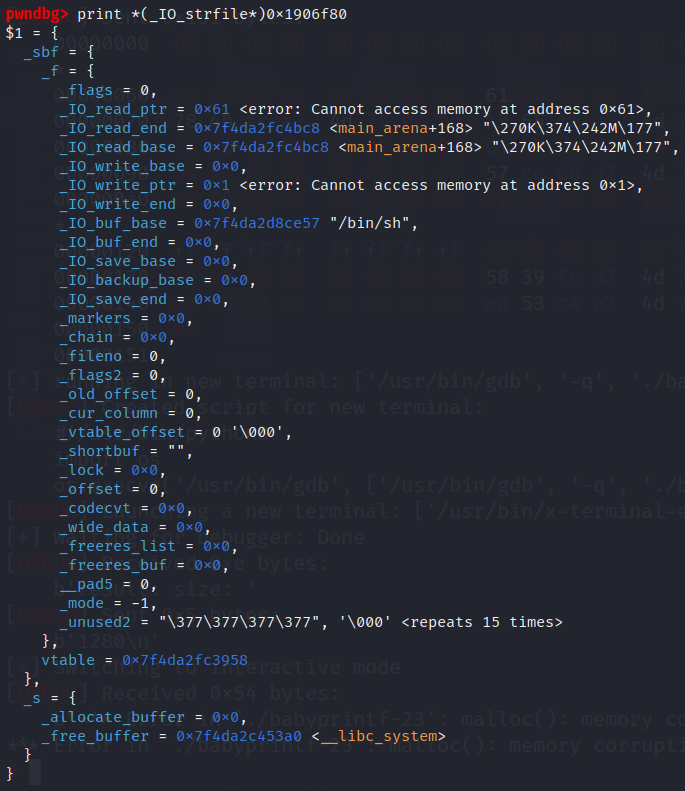 pwndbg> print *(_IO_strfile*)0×1906f80
$1 = {
  _sbf = {
    _f = {
      _flags = 0,
      _IO_read_ptr = 0×61 <error: Cannot access memory at address 0×61>,
      _IO_read_end = 0×7f4da2fc4bc8 <main_arena+168> "\270K\374\242M\177",
      _IO_read_base = 0×7f4da2fc4bc8 <main_arena+168> "\270K\374\242M\177",
      _IO_write_base = 0×0,
      _IO_write_ptr = 0×1 <error: Cannot access memory at address 0×1>,
      _IO_write_end = 0×0,
      _IO_buf_base = 0×7f4da2d8ce57 "/bin/sh",
      _IO_buf_end = 0×0,
      _IO_save_base = 0×0,
      _IO_backup_base = 0×0,
      _IO_save_end = 0×0,
      _markers = 0×0,
      _chain = 0×0,
      _fileno = 0,
      _flags2 = 0,
      _old_offset = 0,
      _cur_column = 0,
      _vtable_offset = 0 '\000',
      _shortbuf = "",
      _lock = 0×0,
      _offset = 0,
      _codecvt = 0×0,
      _wide_data = 0×0,
      _freeres_list = 0×0,
      _freeres_buf = 0×0,
      __pad5 = 0,
      _mode = -1,
      _unused2 = "\377\377\377\377", '\000' <repeats 15 times>
    },
    vtable = 0×7f4da2fc3958
  },
  _s = {
    _allocate_buffer = 0×0,
    _free_buffer = 0×7f4da2c453a0 <__libc_system>
  }
}